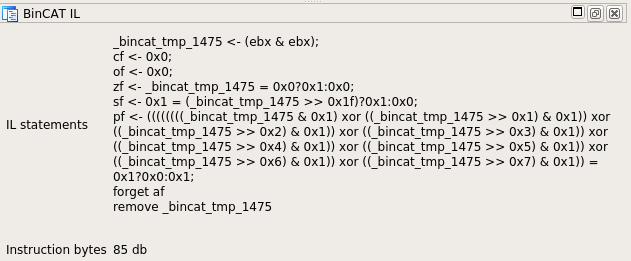 BinCAT IL
_bincat_tmp_1475 <- (ebx & ebx);
cf <- 0x0;
of <- 0x0;
zf <- _bincat_tmp_1475 = 0x0?0x1:0x0;
sf <- 0x1 = (_bincat_tmp_1475 >> 0x1f)?0x1:0x0;
pf <- ((((((((_bincat_tmp_1475 & 0x1) xor ((_bincat_tmp_1475 >> 0x1) & 0x1)) xor
IL statements ((_bincat_tmp_1475 >> 0x2) & 0x1)) xor ((_bincat_tmp_1475 >> 0x3) & 0x1)) xor
((_bincat_tmp_1475 >> 0x4) & 0x1)) xor ((_bincat_tmp_1475 >> 0x5) & 0x1)) xor
((_bincat_tmp_1475 >> 0x6) & 0x1)) xor ((_bincat_tmp_1475 >> 0x7) & 0x1)) =
0x1?0x0:0x1;
forget af
remove _bincat_tmp_1475
Instruction bytes 85 db